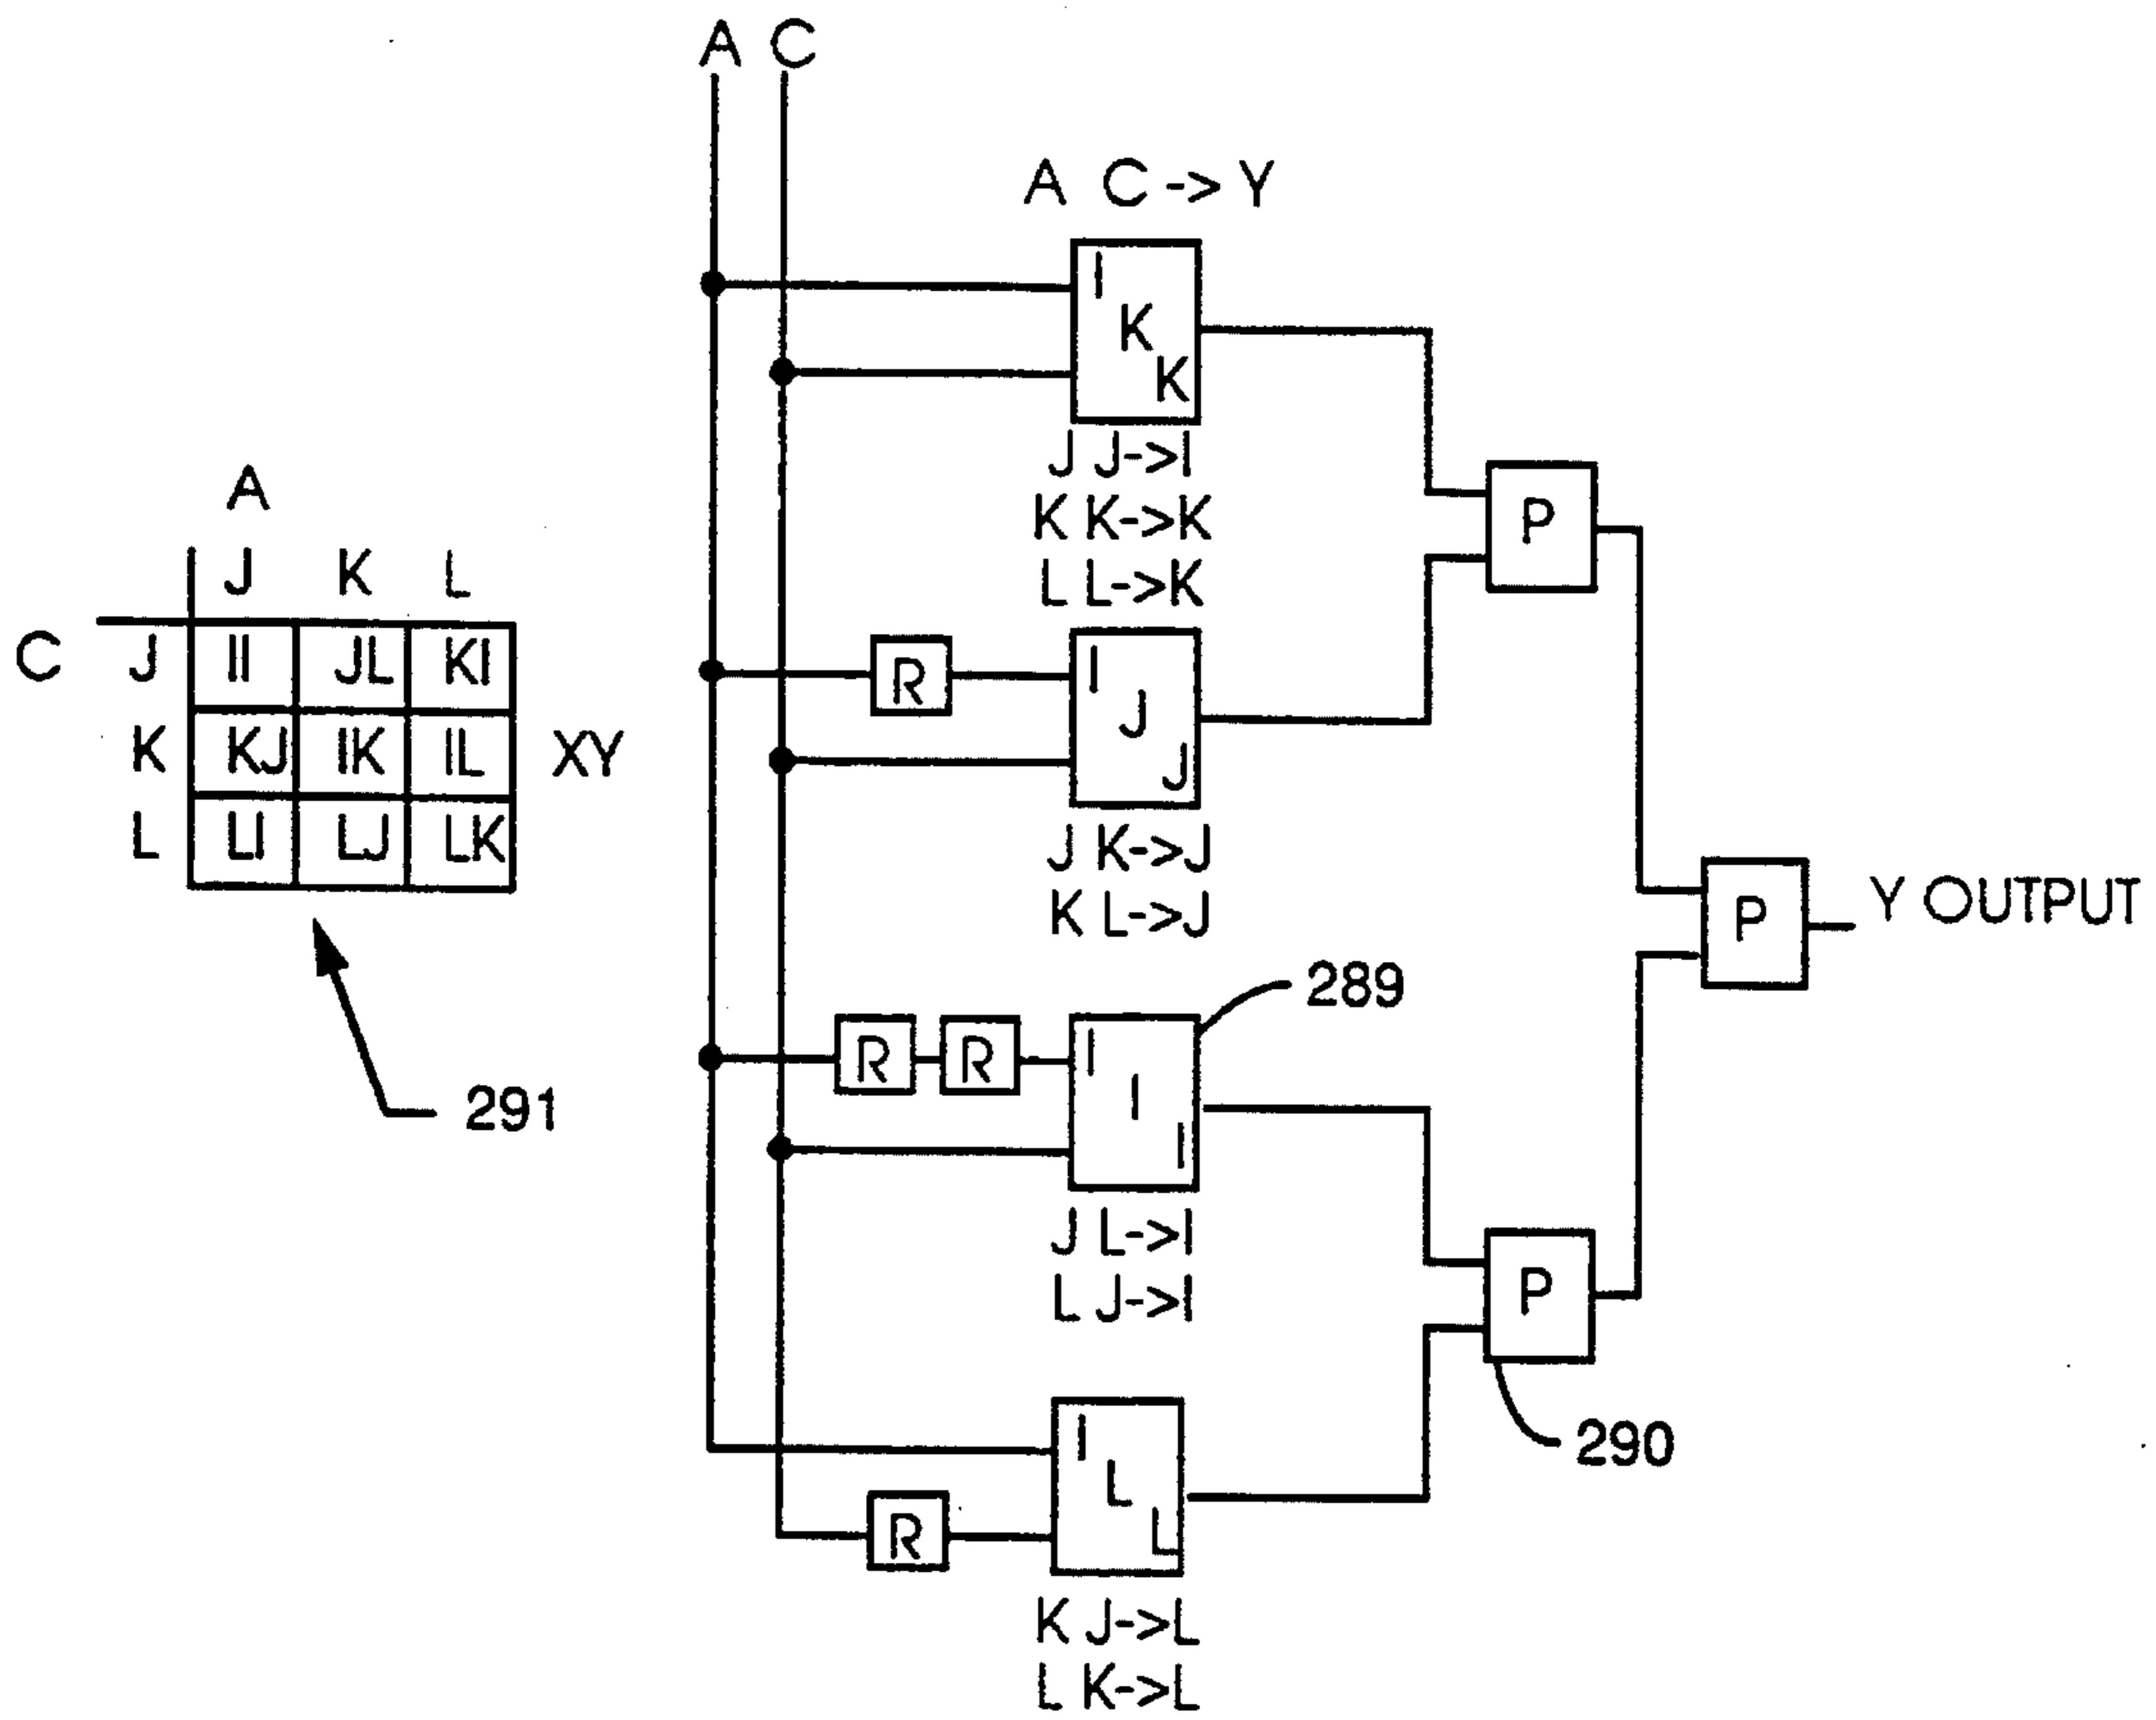 A C
A C -> Y
I
K
K
J J->I
K K->K
L L->K
P
A
J K L
C J II JL KI
K KJ IK IL XY
L LI LJ LK
291
R
I
J
J
J K->J
K L->J
P Y OUTPUT
289
R R
I
I
I
J L->I
L J->I
P
290
I
L
L
R
K J->L
L K->L